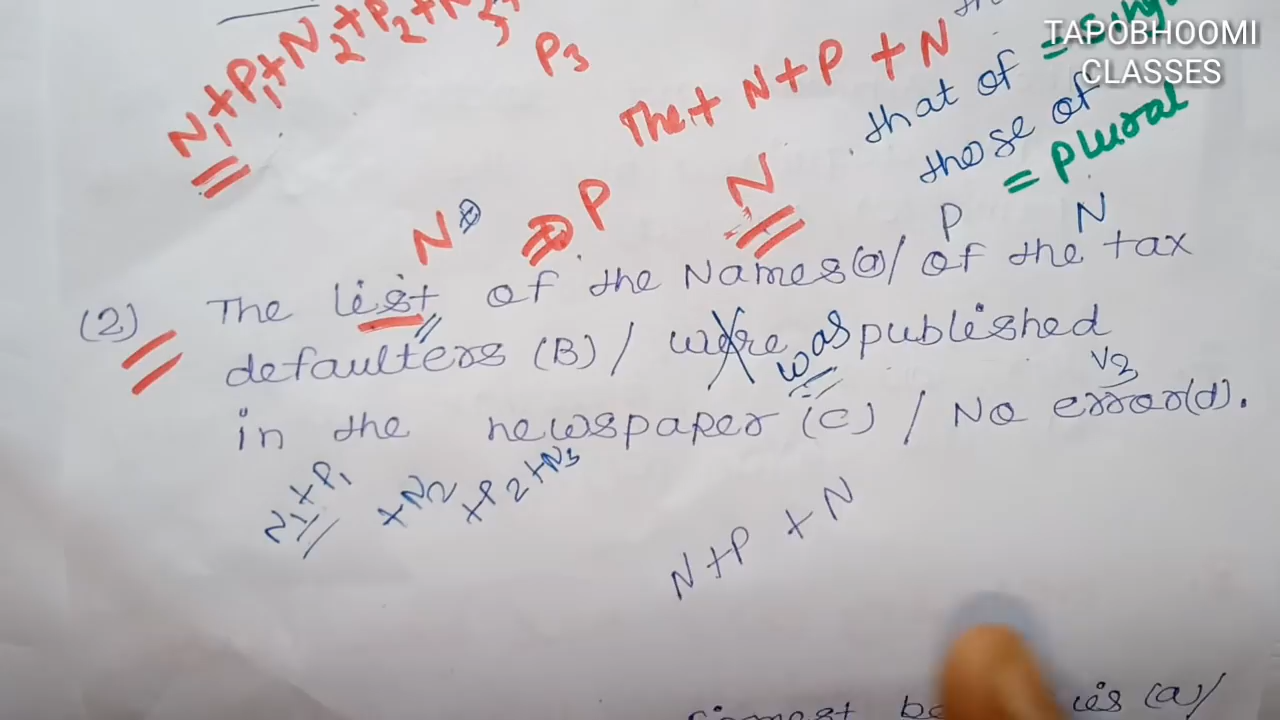 TAPOBHOOMI
CLASSES
N1+P1+N2+P2+N3+
P3
The + N+P + N
that of = sing
those of = plural
N P N P N
(2) The list of the Names(a)/ of the tax
defaulters (B) / were was published
V3
in the newspaper (C) / No error(d).
N1+P1 +N2 +P2 +N3
N+P + N
(a)/